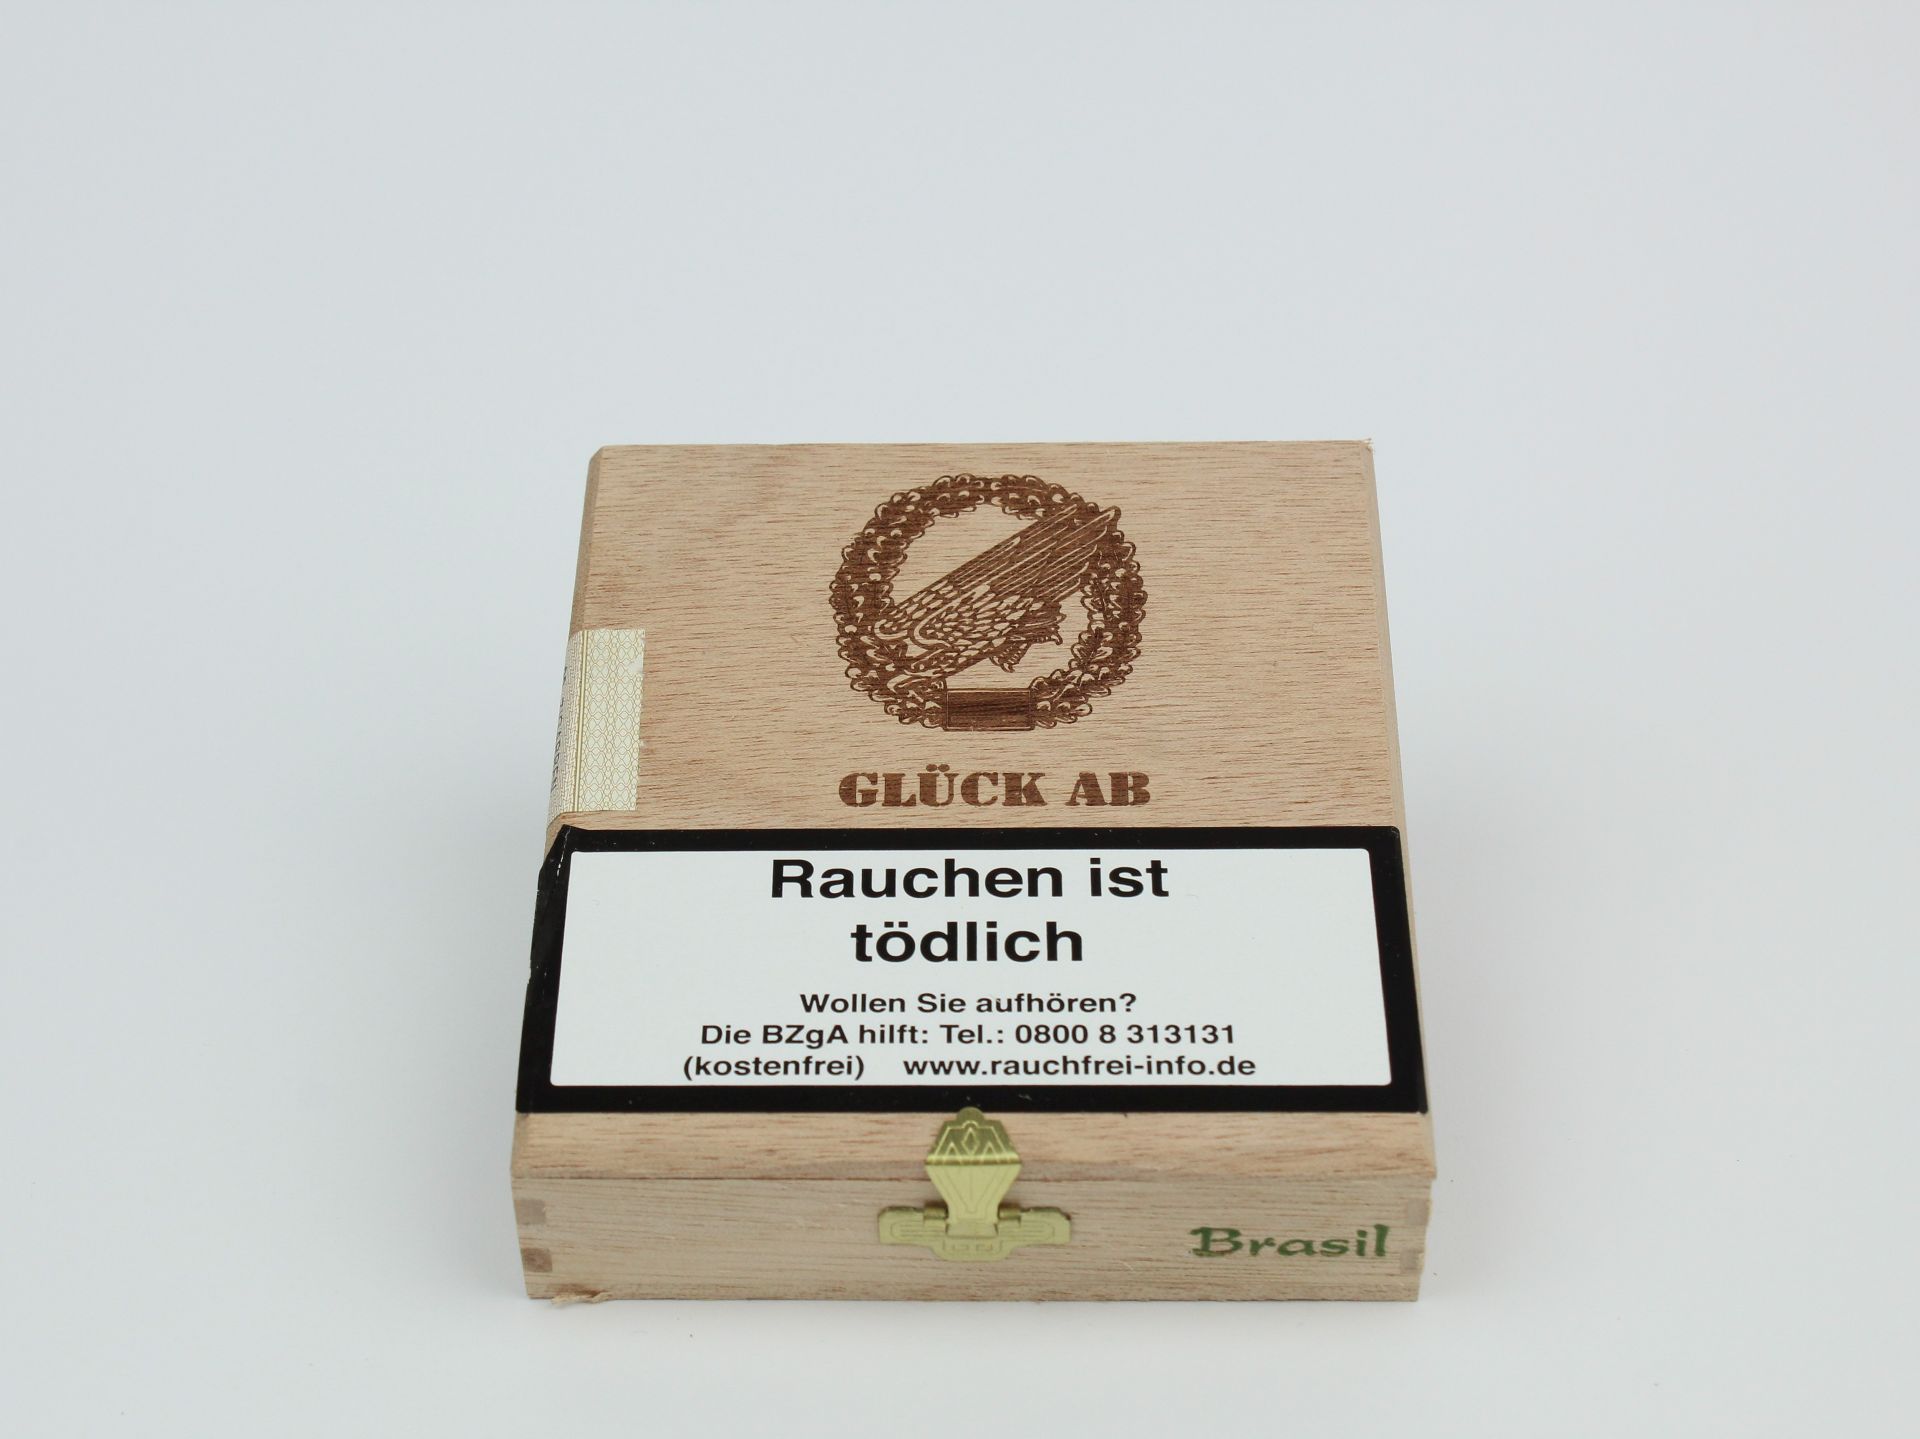 GLÜCK AB
Rauchen ist
tödlich
Wollen Sie aufhören?
Die BZgA hilft: Tel.: 0800 8 313131
(kostenfrei) www.rauchfrei-info.de
Brasil